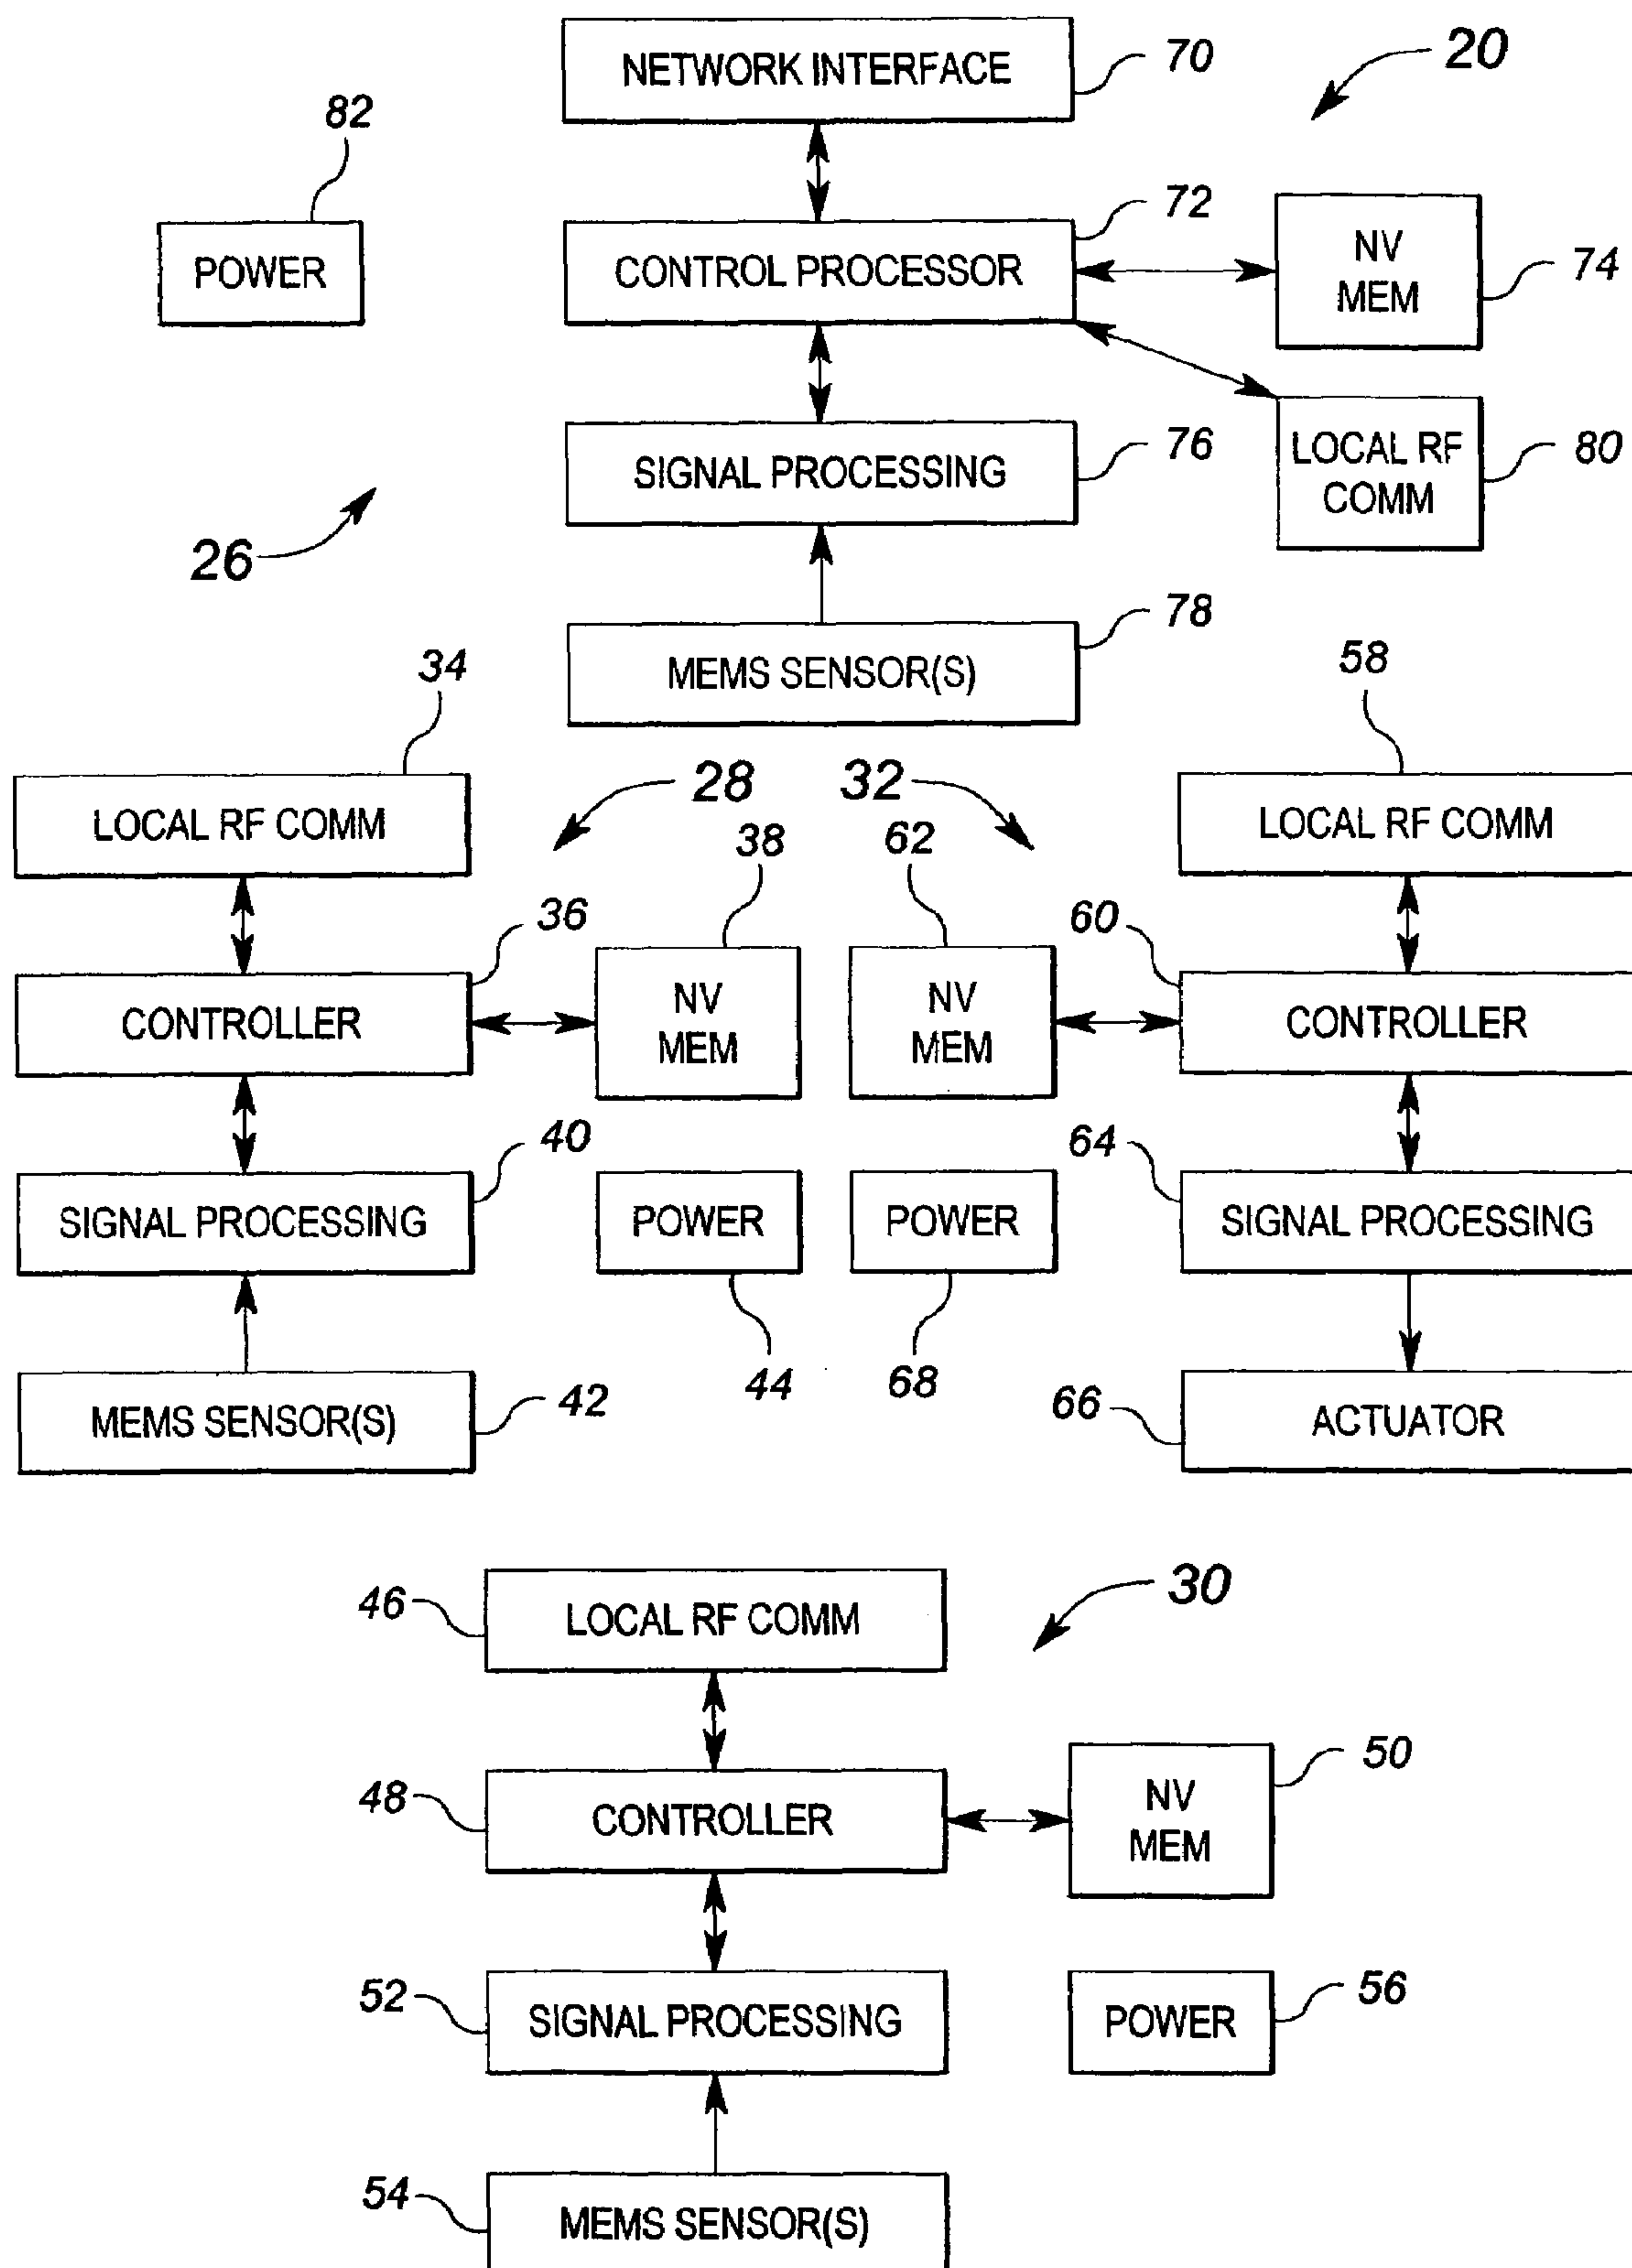 NETWORK INTERFACE
70
20
82
POWER
CONTROL PROCESSOR
72
NV
MEM
74
SIGNAL PROCESSING
76
LOCAL RF
COMM
80
26
MEMS SENSOR(S)
78
34
LOCAL RF COMM
28
38
CONTROLLER
36
NV
MEM
SIGNAL PROCESSING
40
POWER
44
MEMS SENSOR(S)
42
32
62
58
LOCAL RF COMM
60
NV
MEM
CONTROLLER
64
POWER
68
SIGNAL PROCESSING
66
ACTUATOR
30
46
LOCAL RF COMM
48
CONTROLLER
NV
MEM
50
52
SIGNAL PROCESSING
POWER
56
54
MEMS SENSOR(S)